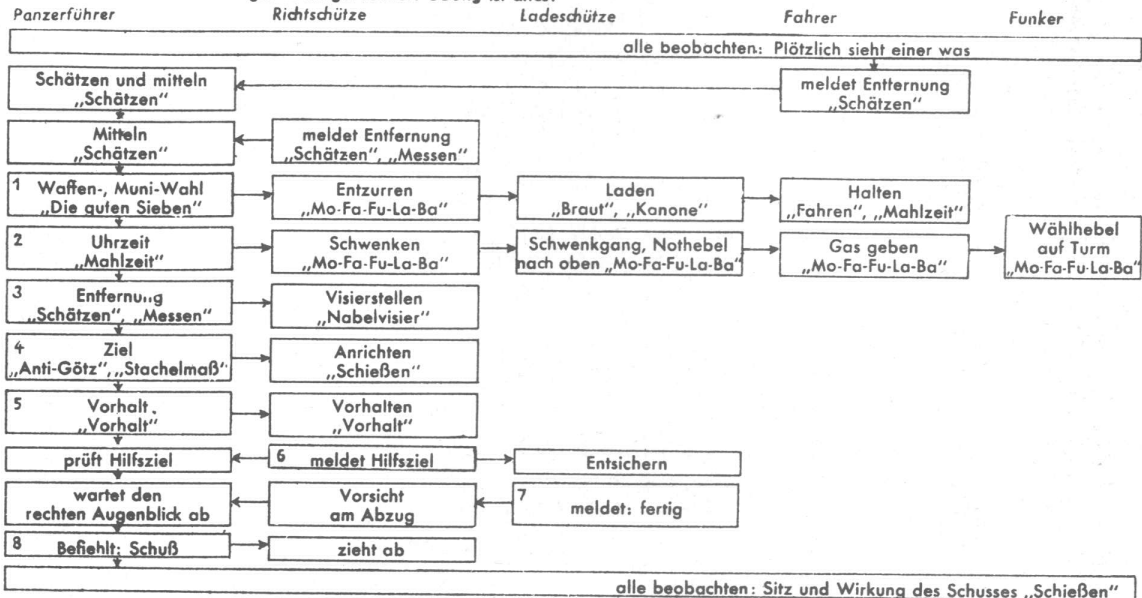 Panzerführer Richtschütze Ladeschütze Fahrer Funker
alle beobachten: Plötzlich sieht einer was
Schätzen und mitteln
„Schätzen“
meldet Entfernung
„Schätzen“
Mitteln
„Schätzen“
meldet Entfernung
„Schätzen“, „Messen“
1 Waffen-, Muni-Wahl
„Die guten Sieben“
Entzurren
„Mo-Fa-Fu-La-Ba“
Laden
„Braut“, „Kanone“
Halten
„Fahren“, „Mahlzeit“
2 Uhrzeit
„Mahlzeit“
Schwenken
„Mo-Fa-Fu-La-Ba“
Schwenkgang, Nothebel
nach oben „Mo-Fa-Fu-La-Ba“
Gas geben
„Mo-Fa-Fu-La-Ba“
Wählhebel
auf Turm
„Mo-Fa-Fu-La-Ba“
3 Entfernung
„Schätzen“, „Messen“
Visierstellen
„Nabelvisier“
4 Ziel
„Anti-Götz“, „Stachelmaß“
Anrichten
„Schießen“
5 Vorhalt
„Vorhalt“
Vorhalten
„Vorhalt“
prüft Hilfsziel
6 meldet Hilfsziel
Entsichern
wartet den
rechten Augenblick ab
Vorsicht
am Abzug
7 meldet: fertig
8 Befiehlt: Schuß
zieht ab
alle beobachten: Sitz und Wirkung des Schusses „Schießen“